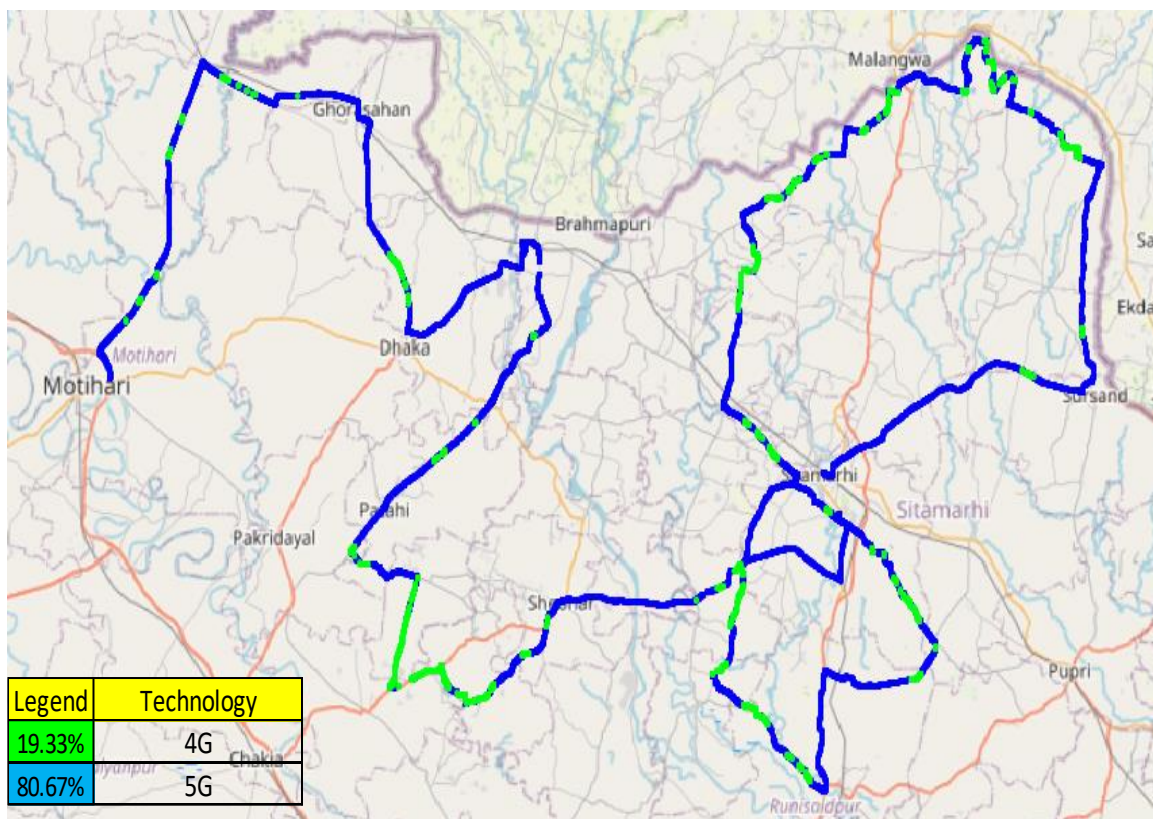 Malangwa
Ghorasahan
Brahmapuri
Sa
Ekda
Motihari
Motihari
Dhaka
Sursand
Sitamarhi
Sitamarhi
Pakridayal
Sheohar
Pupri
Chakia
Runisaidpur
Legend Technology
19.33% 4G
80.67% 5G